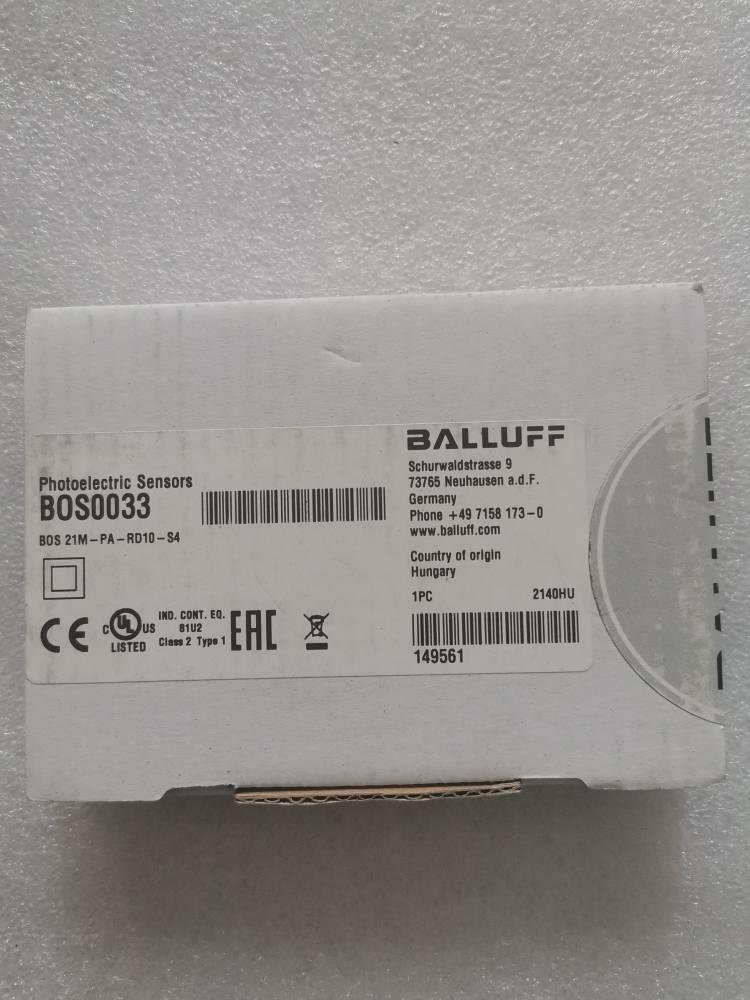 Photoelectric Sensors
BOS0033
BOS 21M-PA-RD10-S4
CE
C UL US
LISTED
IND. CONT. EQ.
81U2
Class 2 Type 1
EAC
BALLUFF
Schurwaldstrasse 9
73765 Neuhausen a.d.F.
Germany
Phone +49 7158 173-0
www.balluff.com
Country of origin
Hungary
1PC 2140HU
149561